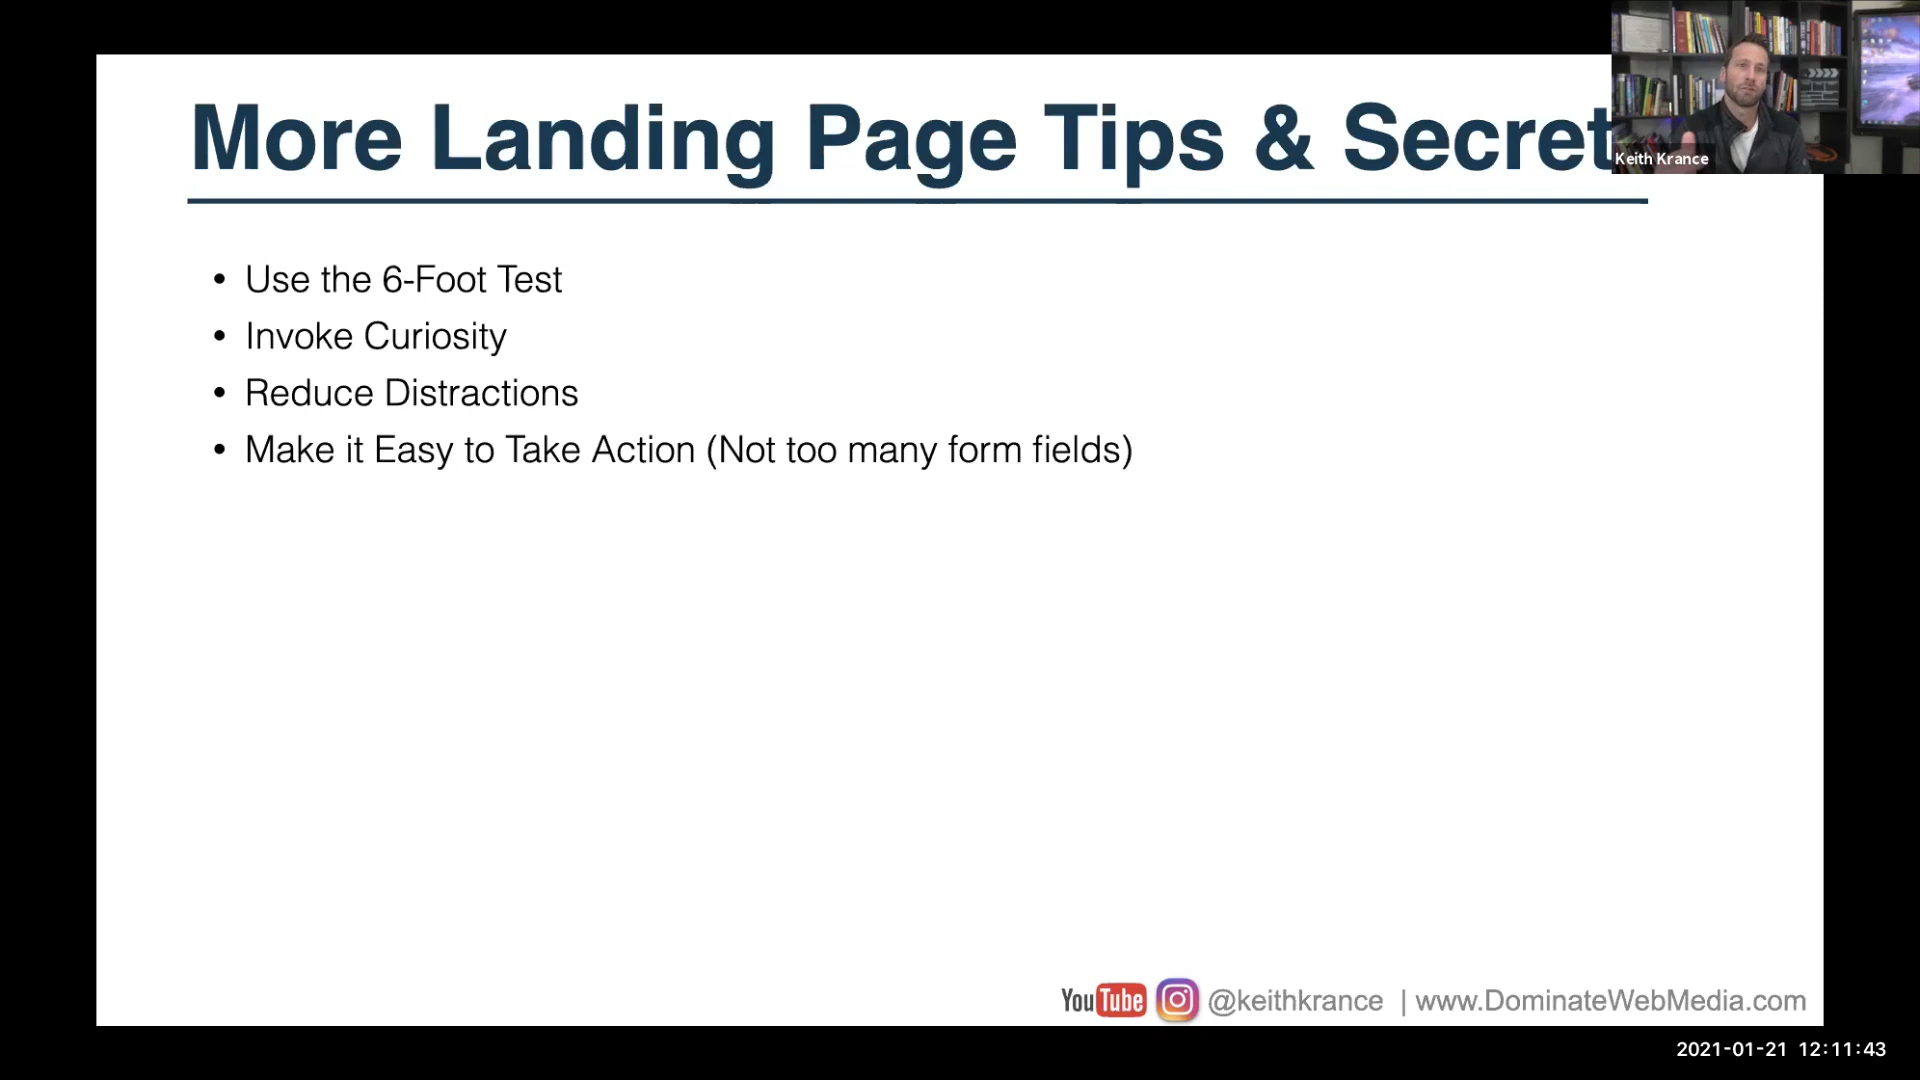 More Landing Page Tips & Secret
Keith Krance
• Use the 6-Foot Test
• Invoke Curiosity
• Reduce Distractions
• Make it Easy to Take Action (Not too many form fields)
YouTube @keithkrance | www.DominateWebMedia.com
2021-01-21 12:11:43